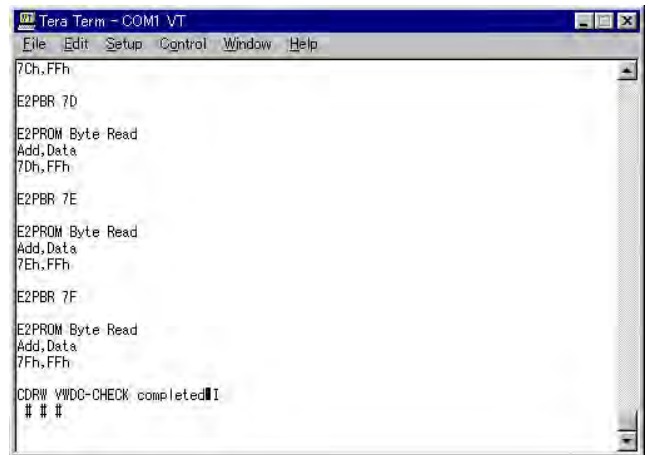 Tera Term - COM1 VT
File Edit Setup Control Window Help
7Ch,FFh
E2PBR 7D
E2PROM Byte Read
Add,Data
7Dh,FFh
E2PBR 7E
E2PROM Byte Read
Add,Data
7Eh,FFh
E2PBR 7F
E2PROM Byte Read
Add,Data
7Fh,FFh
CDRW VWDC-CHECK completed
# # #